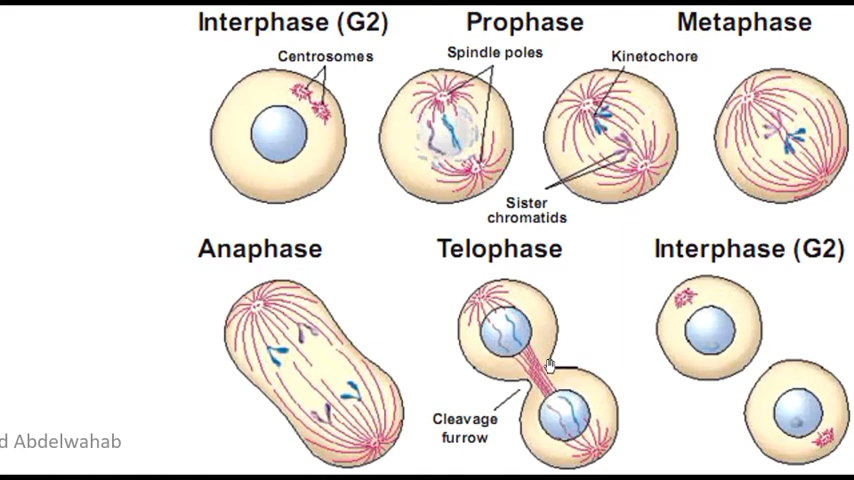 Interphase (G2)
Prophase
Metaphase
Centrosomes
Spindle poles
Kinetochore
Sister
chromatids
Anaphase
Telophase
Interphase (G2)
Cleavage
furrow
d Abdelwahab